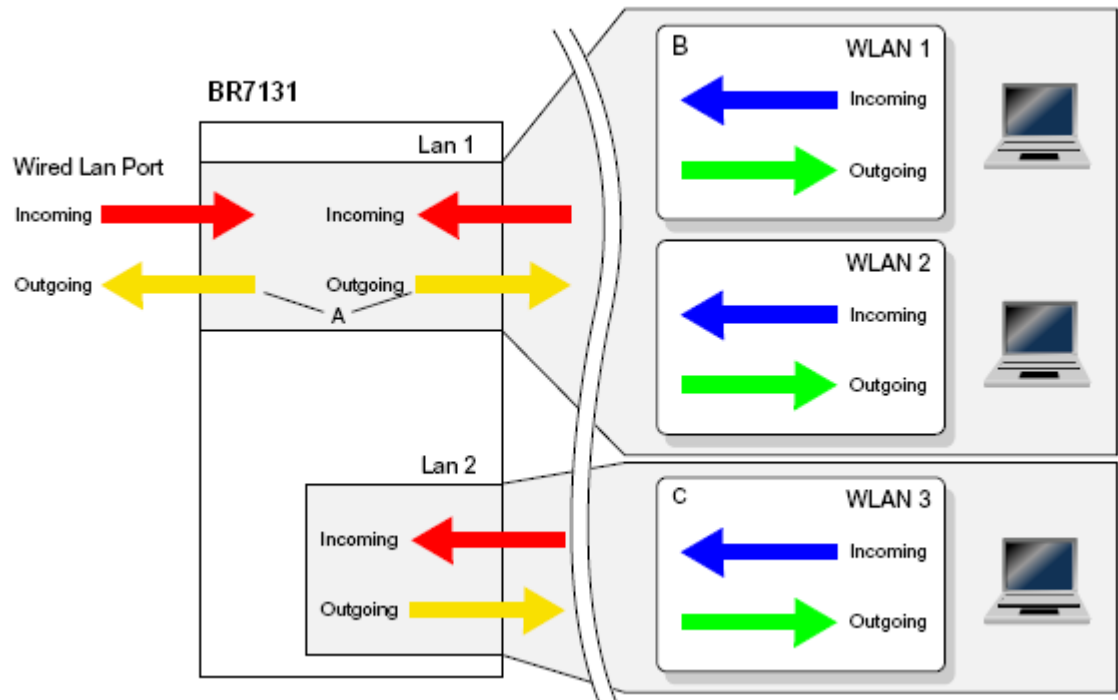 BR7131
Lan 1
Wired Lan Port
Incoming
Incoming
Outgoing
Outgoing
A
Lan 2
Incoming
Outgoing
B
WLAN 1
Incoming
Outgoing
WLAN 2
Incoming
Outgoing
C
WLAN 3
Incoming
Outgoing